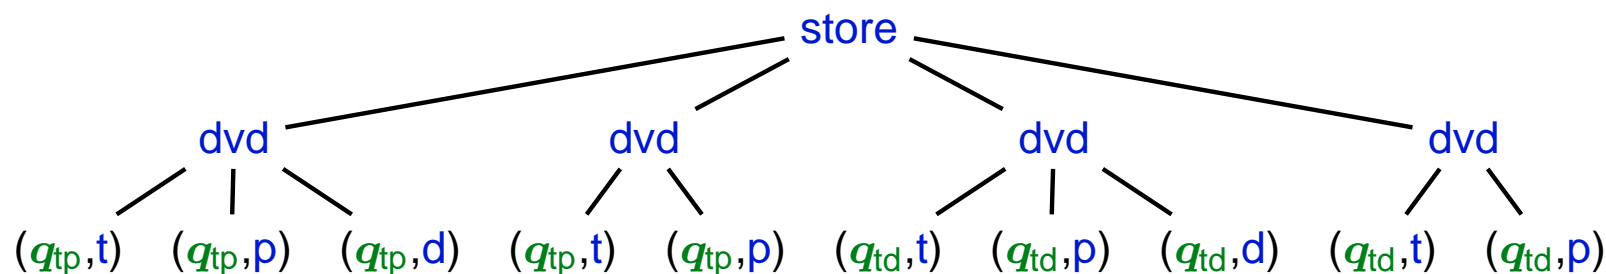 store
dvd dvd dvd dvd
(qtp,t) (qtp,p) (qtp,d) (qtp,t) (qtp,p) (qtd,t) (qtd,p) (qtd,d) (qtd,t) (qtd,p)